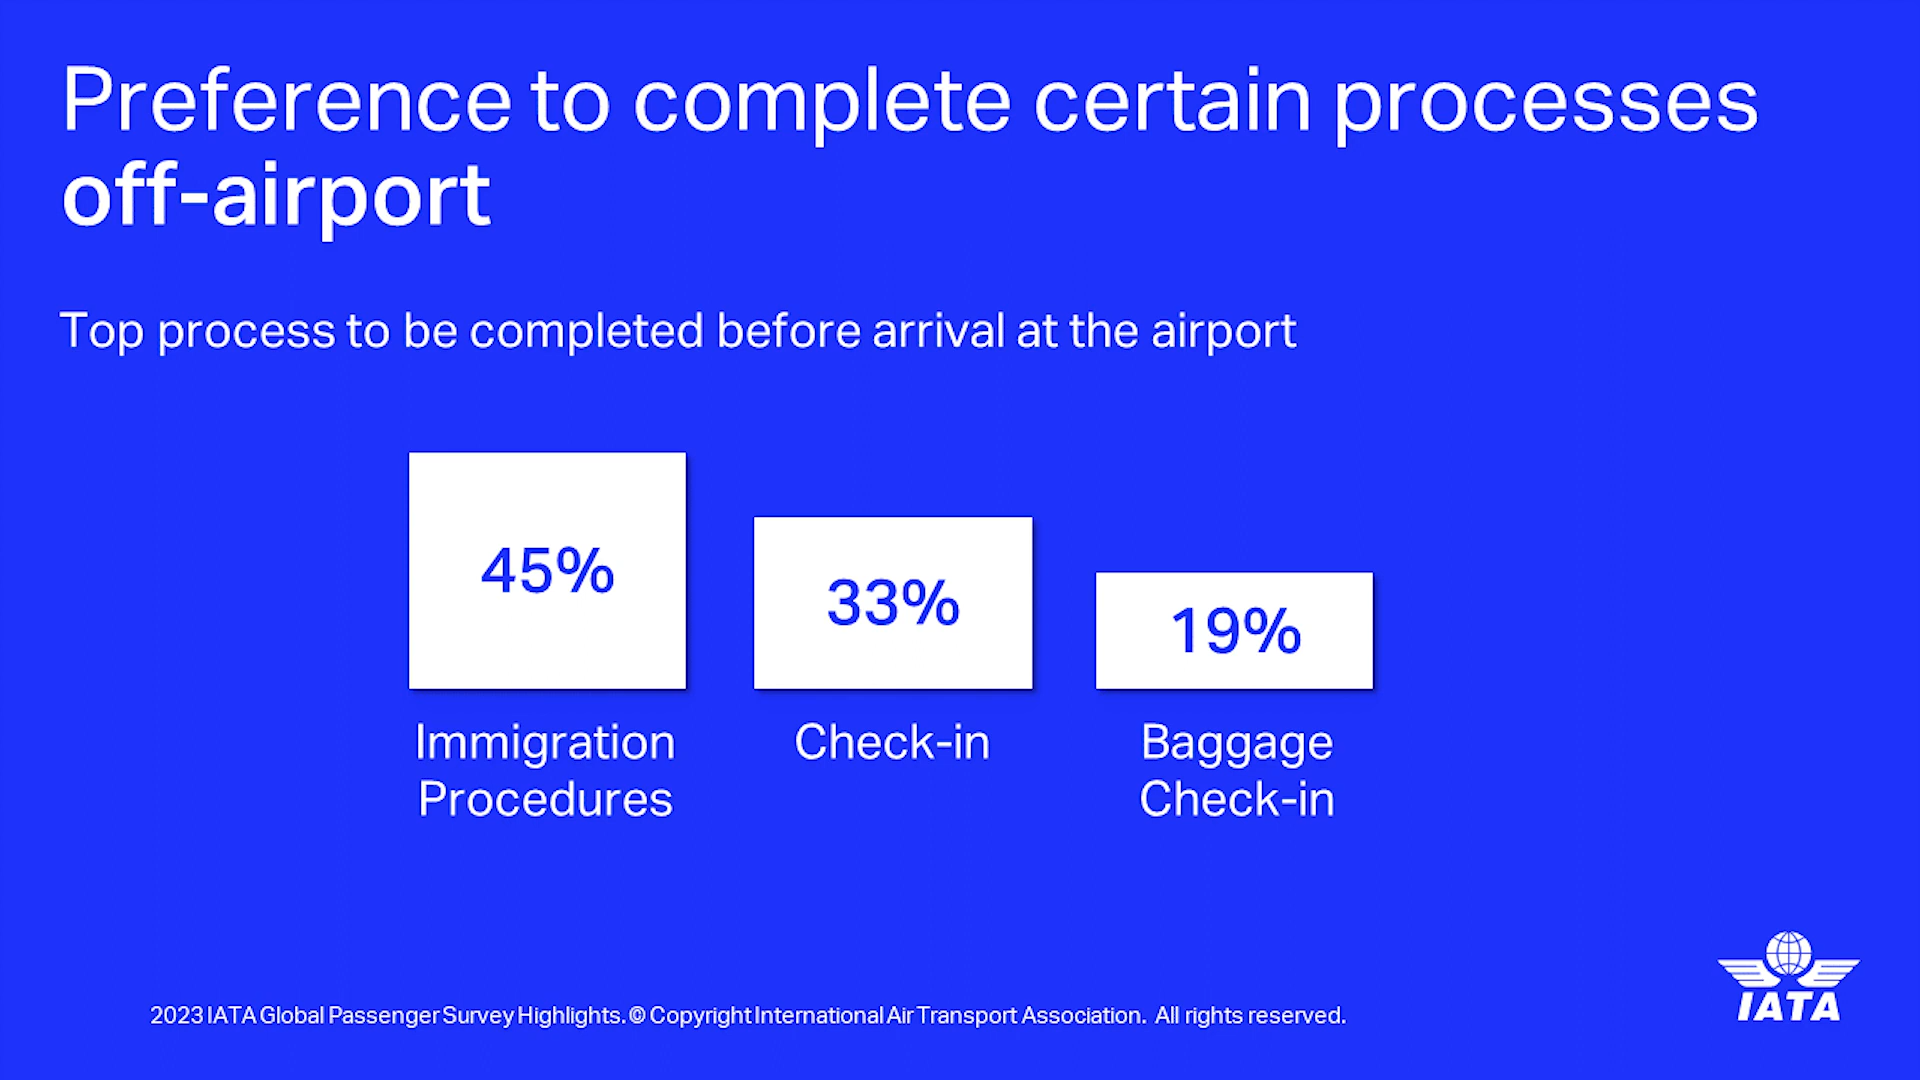 Preference to complete certain processes
off-airport
Top process to be completed before arrival at the airport
45%
33%
19%
Immigration
Procedures
Check-in
Baggage
Check-in
2023 IATA Global Passenger Survey Highlights. © Copyright International Air Transport Association. All rights reserved.
IATA